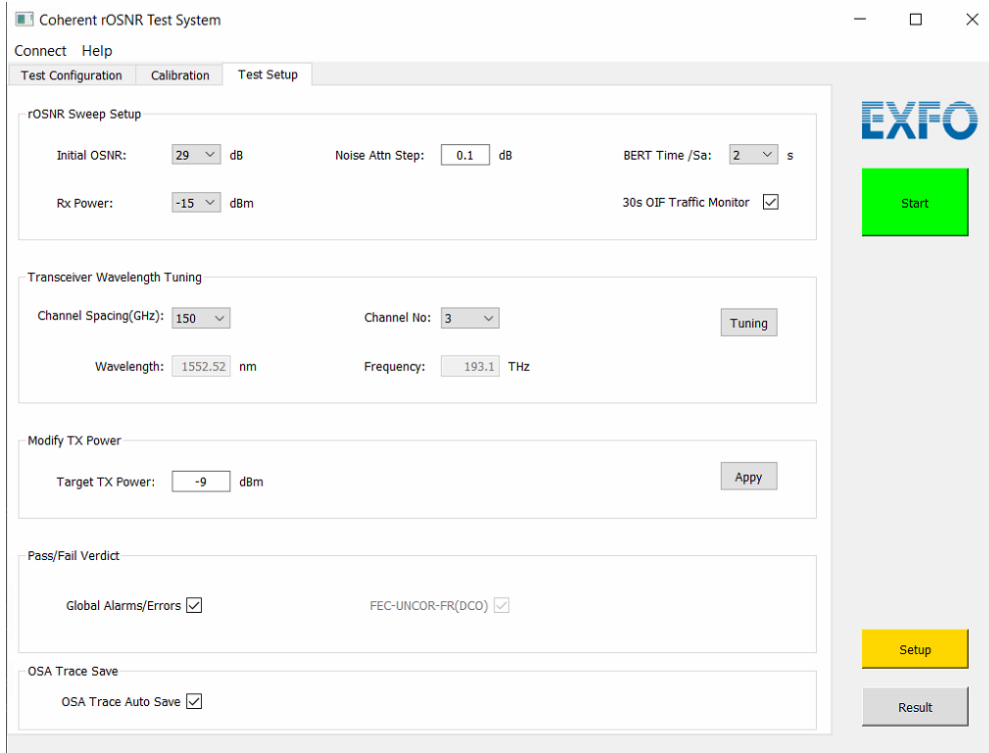 Coherent rOSNR Test System
Connect Help
Test Configuration Calibration Test Setup
EXFO
rOSNR Sweep Setup
Initial OSNR: 29 dB Noise Attn Step: 0.1 dB BERT Time /Sa: 2 s
Rx Power: -15 dBm 30s OIF Traffic Monitor
Start
Transceiver Wavelength Tuning
Channel Spacing(GHz): 150 Channel No: 3 Tuning
Wavelength: 1552.52 nm Frequency: 193.1 THz
Modify TX Power
Target TX Power: -9 dBm Appy
Pass/Fail Verdict
Global Alarms/Errors FEC-UNCOR-FR(DCO)
Setup
OSA Trace Save
OSA Trace Auto Save
Result